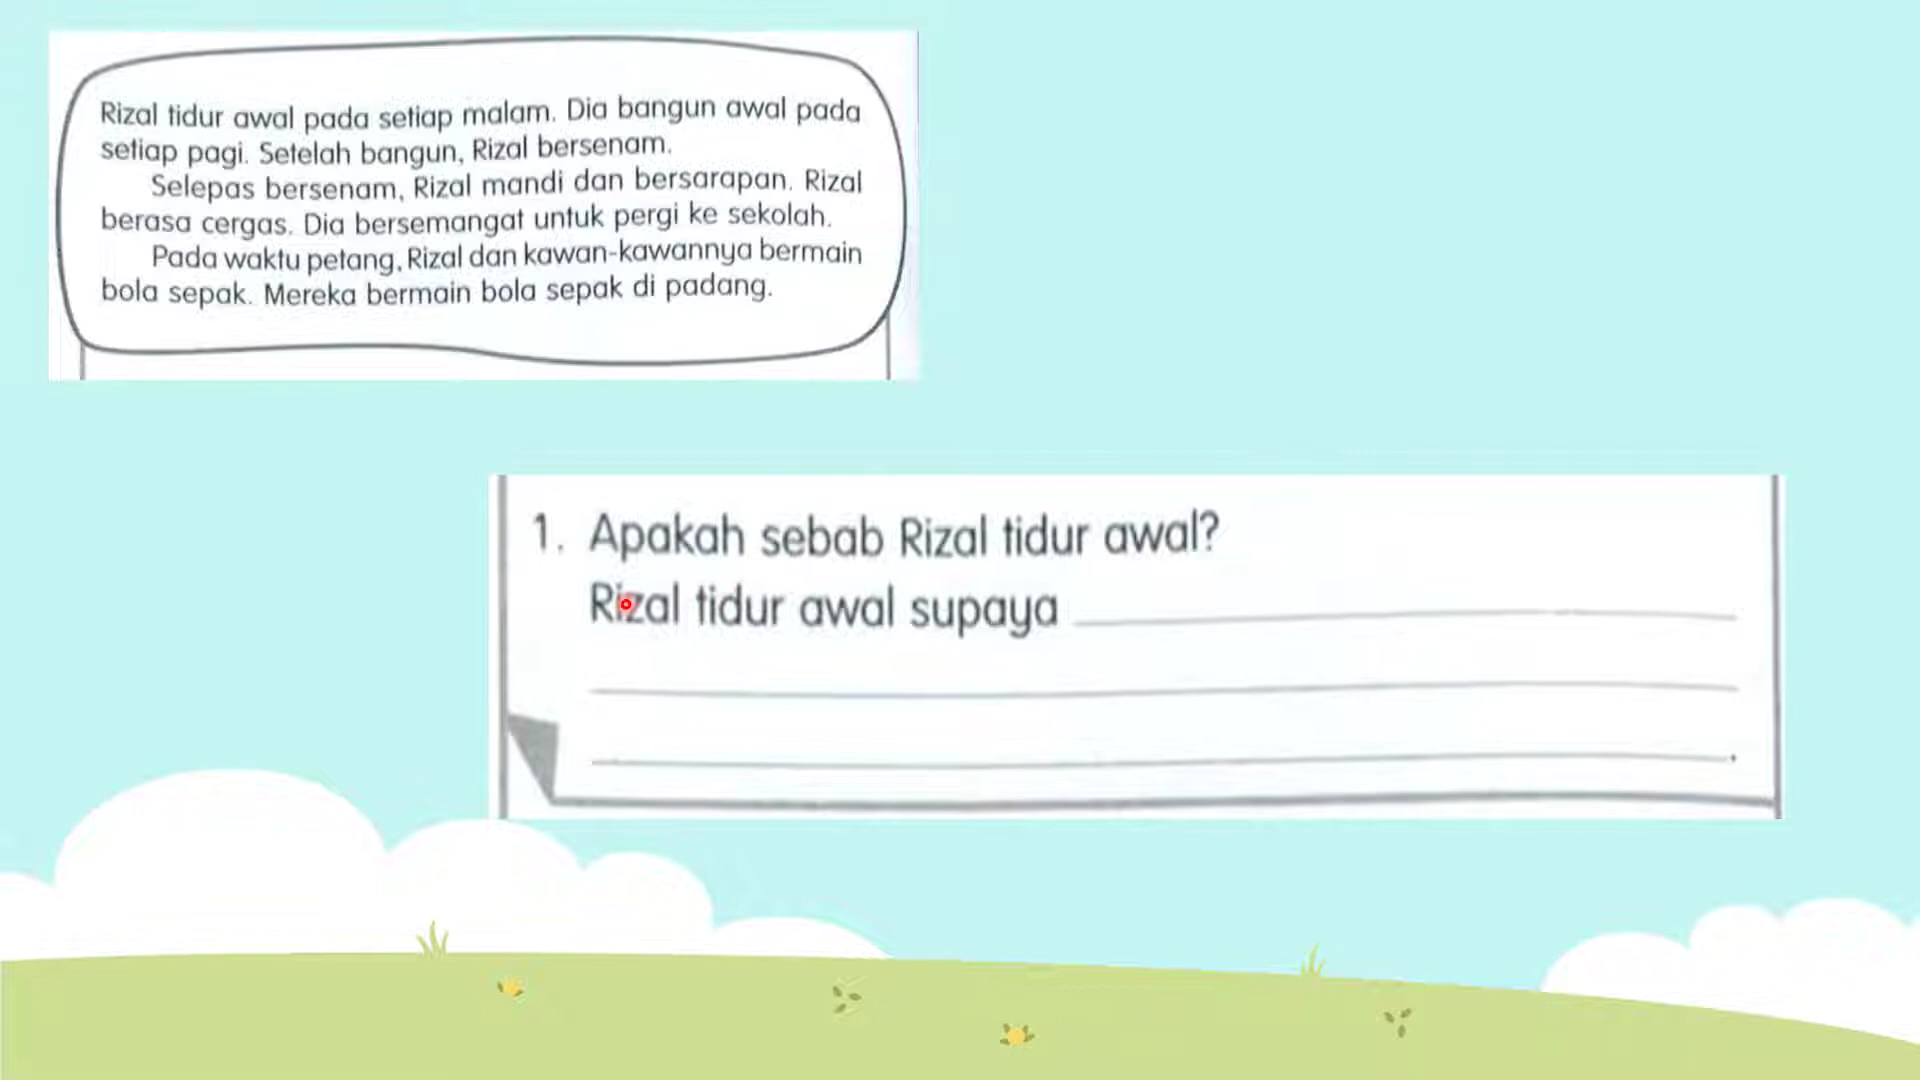 Rizal tidur awal pada setiap malam. Dia bangun awal pada
setiap pagi. Setelah bangun, Rizal bersenam.
Selepas bersenam, Rizal mandi dan bersarapan. Rizal
berasa cergas. Dia bersemangat untuk pergi ke sekolah.
Pada waktu petang, Rizal dan kawan-kawannya bermain
bola sepak. Mereka bermain bola sepak di padang.
1. Apakah sebab Rizal tidur awal?
Rizal tidur awal supaya
.